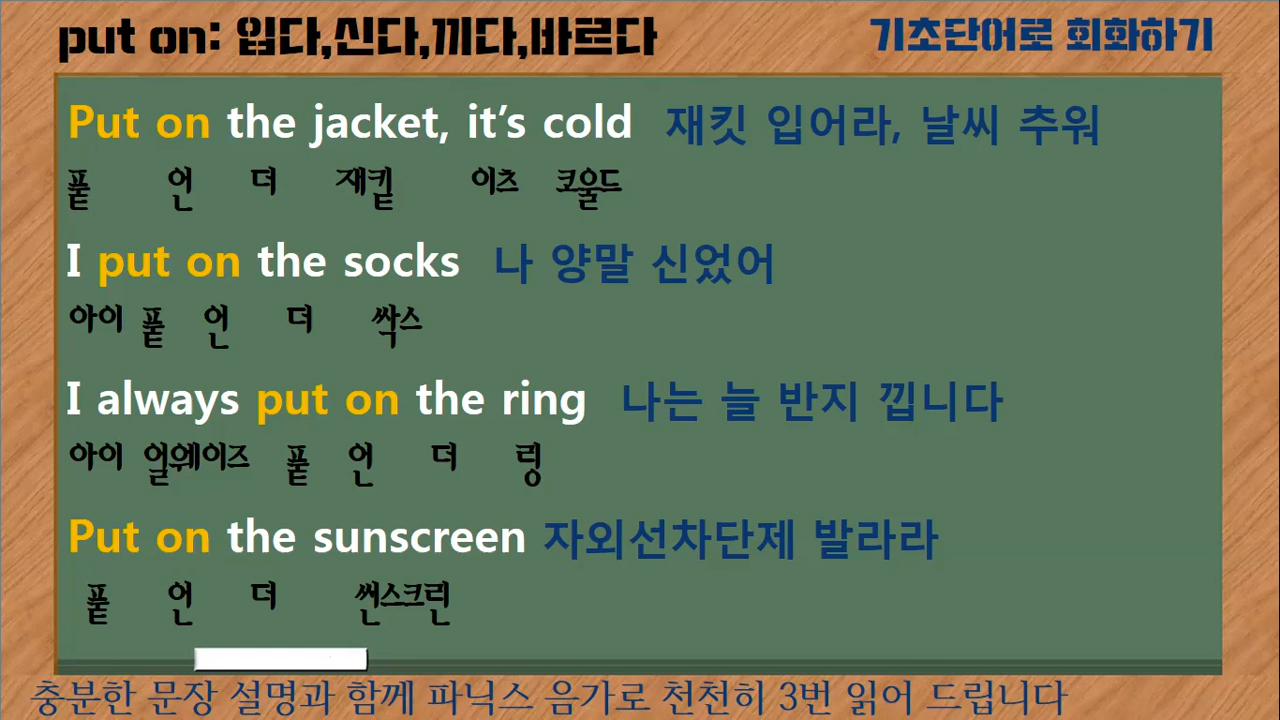 put on: 입다,신다,끼다,바르다 기초단어로 회화하기
Put on the jacket, it’s cold 재킷 입어라, 날씨 추워
풑 언 더 재킽 이츠 코울드
I put on the socks 나 양말 신었어
아이 풑 언 더 싹스
I always put on the ring 나는 늘 반지 낍니다
아이 얼웨이즈 풑 언 더 링
Put on the sunscreen 자외선차단제 발라라
풑 언 더 썬스크린
충분한 문장 설명과 함께 파닉스 음가로 천천히 3번 읽어 드립니다